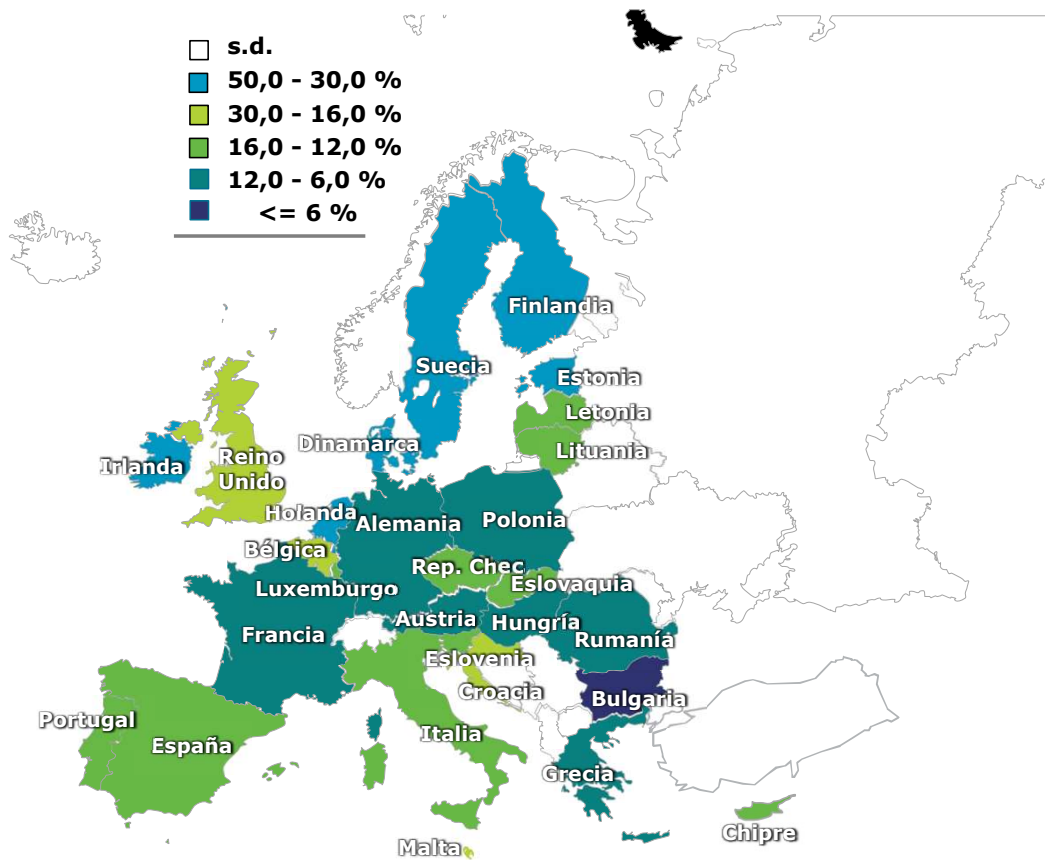 s.d.
50,0 - 30,0 %
30,0 - 16,0 %
16,0 - 12,0 %
12,0 - 6,0 %
<= 6 %
Finlandia
Suecia
Estonia
Letonia
Dinamarca
Lituania
Irlanda
Reino
Unido
Holanda
Alemania
Polonia
Bélgica
Rep. Chec
Eslovaquia
Luxemburgo
Austria
Hungría
Francia
Rumanía
Eslovenia
Croacia
Bulgaria
Portugal
España
Italia
Grecia
Chipre
Malta